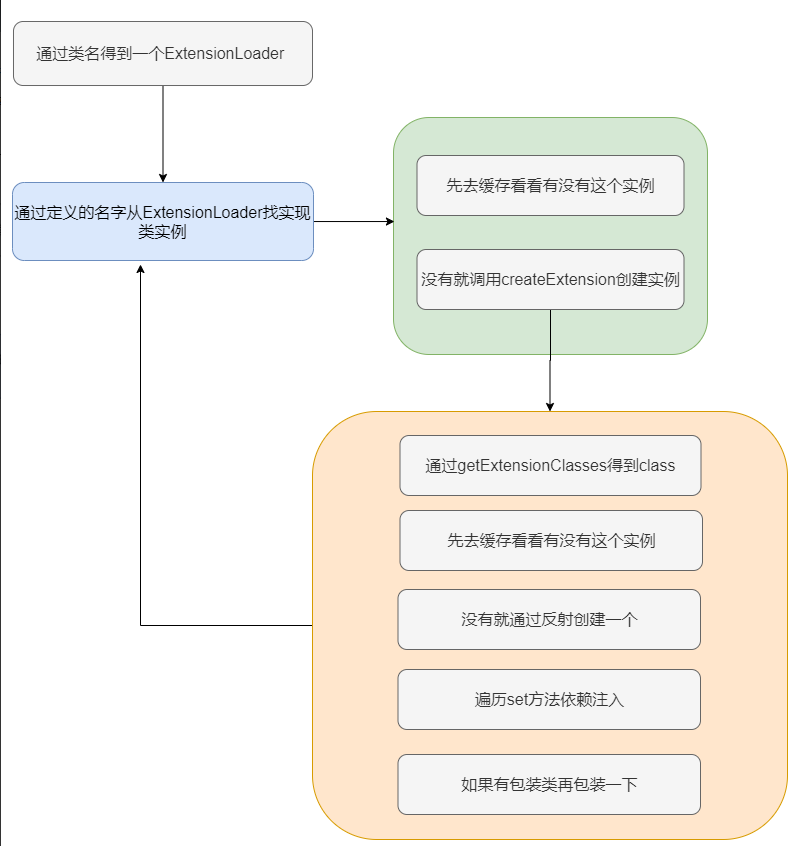 通过类名得到一个ExtensionLoader
通过定义的名字从ExtensionLoader找实现
类实例
先去缓存看看有没有这个实例
没有就调用createExtension创建实例
通过getExtensionClasses得到class
先去缓存看看有没有这个实例
没有就通过反射创建一个
遍历set方法依赖注入
如果有包装类再包装一下